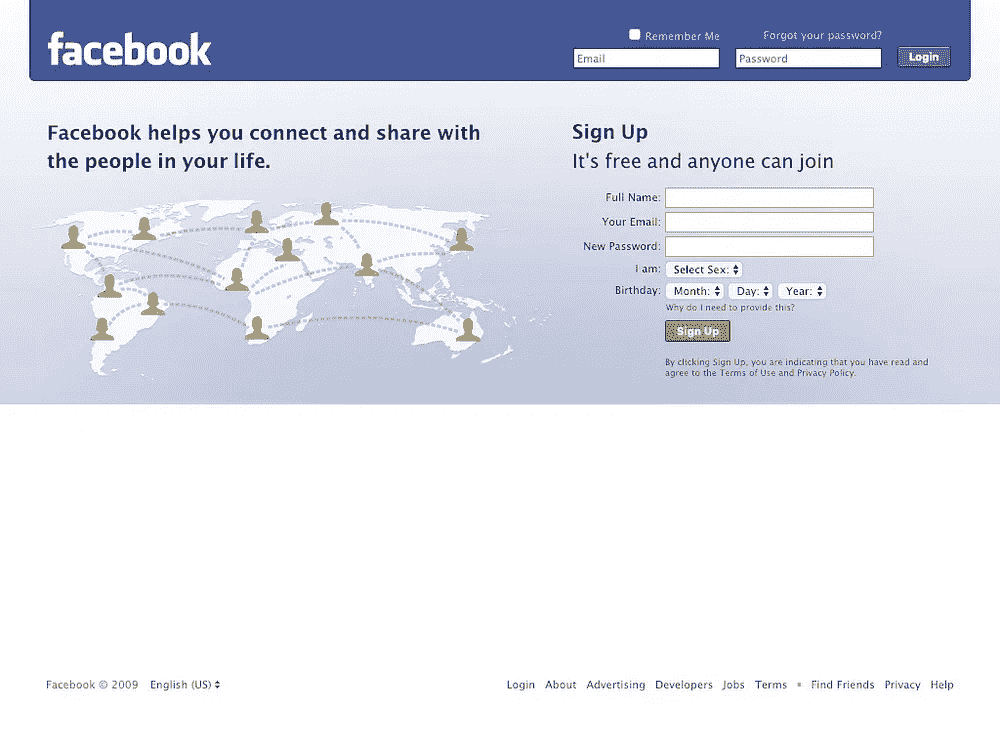 facebook
Remember Me
Forgot your password?
Email
Password
Login
Facebook helps you connect and share with
the people in your life.
Sign Up
It's free and anyone can join
Full Name:
Your Email:
New Password:
I am: Select Sex:
Birthday: Month: Day: Year:
Why do I need to provide this?
Sign Up
By clicking Sign Up, you are indicating that you have read and
agree to the Terms of Use and Privacy Policy.
Facebook © 2009 English (US)
Login About Advertising Developers Jobs Terms ▪ Find Friends Privacy Help